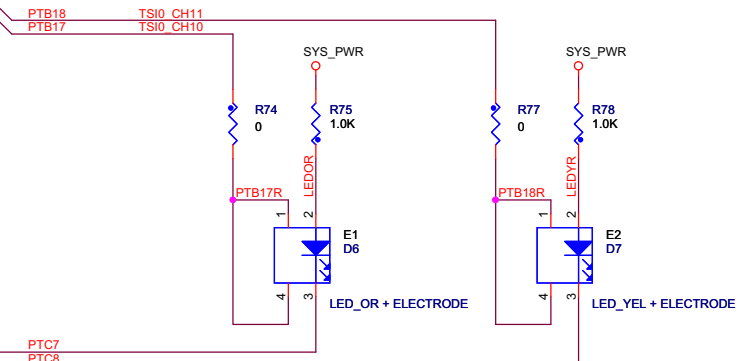 PTB18 TSI0_CH11
PTB17 TSI0_CH10
SYS_PWR SYS_PWR
R74 R75 R77 R78
0 1.0K 0 1.0K
LEDOR LEDYR
PTB17R PTB18R
1 2 1 2
E1 E2
D6 D7
4 3 4 3
LED_OR + ELECTRODE LED_YEL + ELECTRODE
PTC7
PTC8